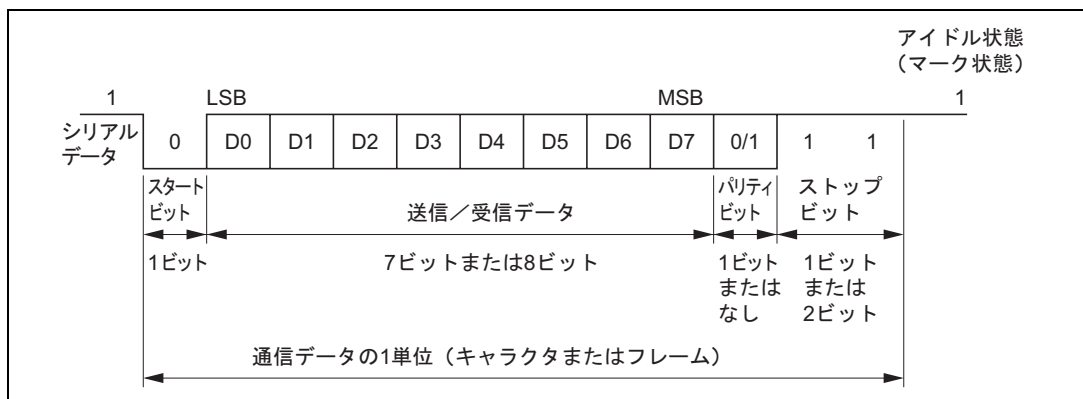 アイドル状態
（マーク状態）
1 LSB MSB 1
シリアル
データ
0 D0 D1 D2 D3 D4 D5 D6 D7 0/1 1 1
スタート
ビット
送信／受信データ
パリティ
ビット
ストップ
ビット
1ビット
7ビットまたは8ビット
1ビット
または
なし
1ビット
または
2ビット
通信データの1単位（キャラクタまたはフレーム）